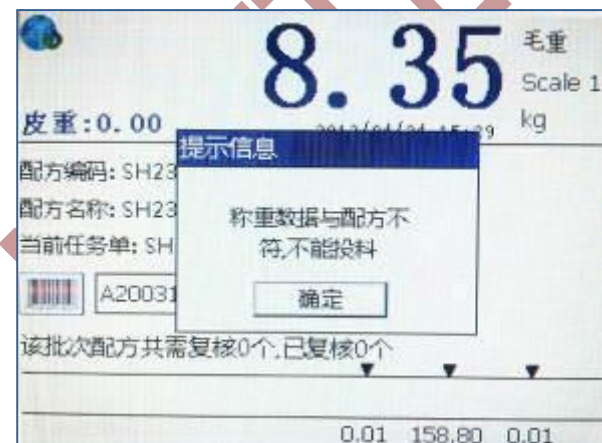 8.35
毛重
Scale 1
kg
皮重:0.00
提示信息
配方编码: SH23
配方名称: SH23
当前任务单: SH
称重数据与配方不
符,不能投料
A20031
确定
该批次配方共需复核0个,已复核0个
0.01 158.80 0.01